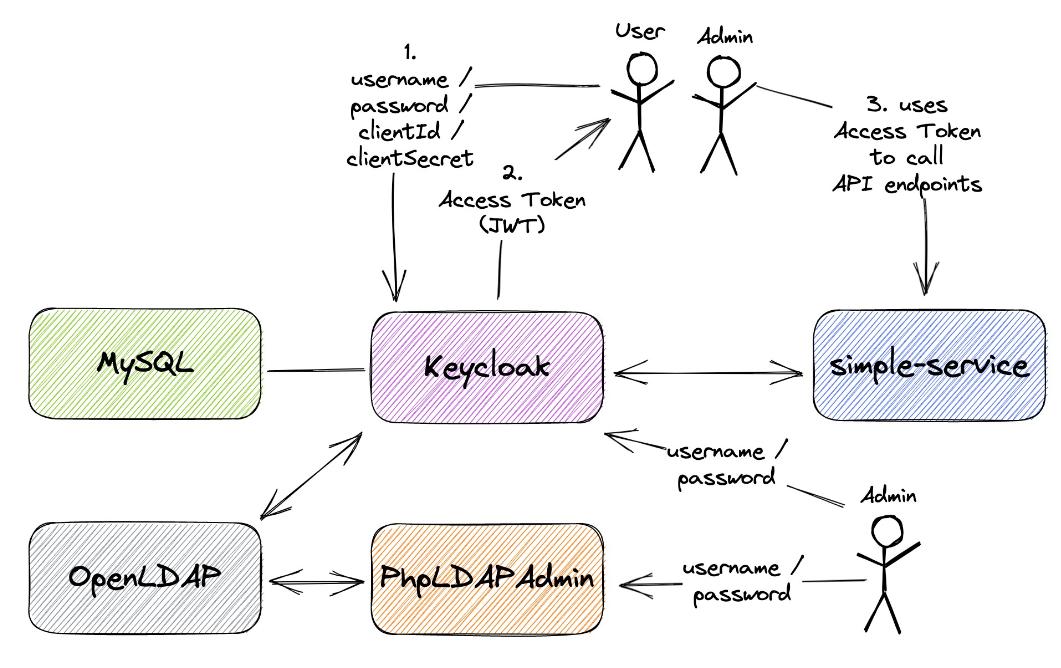 User
Admin
1.
username /
password /
clientId /
clientSecret
2.
Access Token
(JWT)
3. uses
Access Token
to call
API endpoints
MySQL
Keycloak
simple-service
username /
password
Admin
OpenLDAP
PhpLDAPAdmin
username /
password